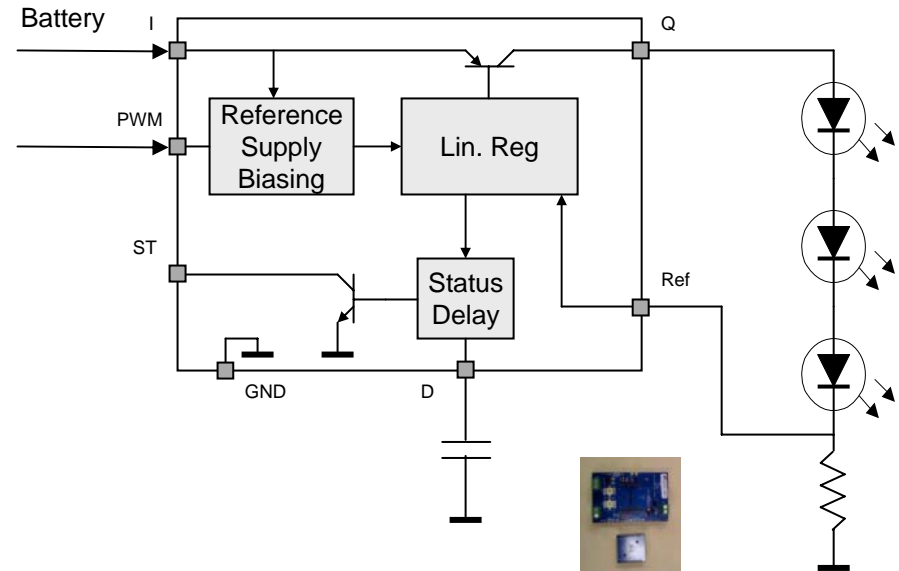 Battery
I
Q
PWM
Reference
Supply
Biasing
Lin. Reg
ST
Status
Delay
Ref
GND
D